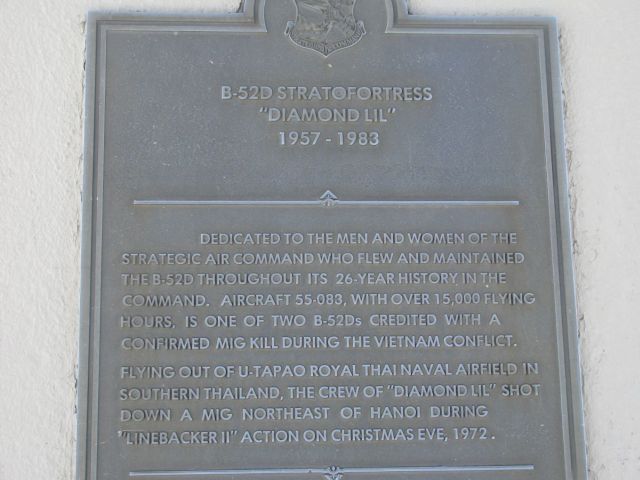 B-52D STRATOFORTRESS
"DIAMOND LIL"
1957 - 1983
DEDICATED TO THE MEN AND WOMEN OF THE
STRATEGIC AIR COMMAND WHO FLEW AND MAINTAINED
THE B-52D THROUGHOUT ITS 26-YEAR HISTORY IN THE
COMMAND. AIRCRAFT 55-083, WITH OVER 15,000 FLYING
HOURS, IS ONE OF TWO B-52Ds CREDITED WITH A
CONFIRMED MIG KILL DURING THE VIETNAM CONFLICT.
FLYING OUT OF U-TAPAO ROYAL THAI NAVAL AIRFIELD IN
SOUTHERN THAILAND, THE CREW OF "DIAMOND LIL" SHOT
DOWN A MIG NORTHEAST OF HANOI DURING
"LINEBACKER II" ACTION ON CHRISTMAS EVE, 1972.